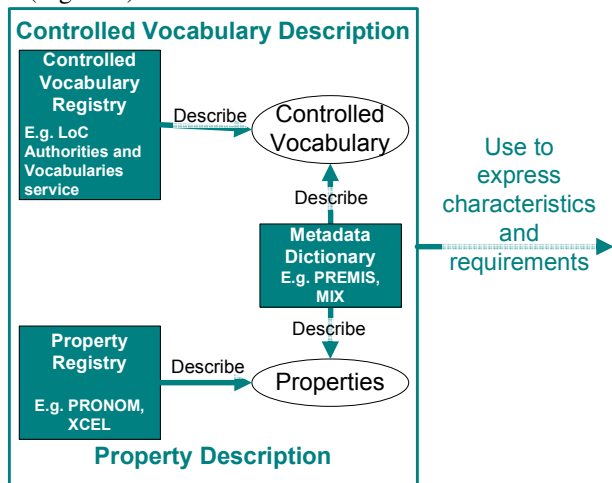 Controlled Vocabulary Description
Controlled
Vocabulary
Registry
E.g. LoC
Authorities and
Vocabularies
service
Describe
Controlled
Vocabulary
Describe
Metadata
Dictionary
E.g. PREMIS,
MIX
Describe
Property
Registry
E.g. PRONOM,
XCEL
Describe
Properties
Property Description
Use to
express
characteristics
and
requirements